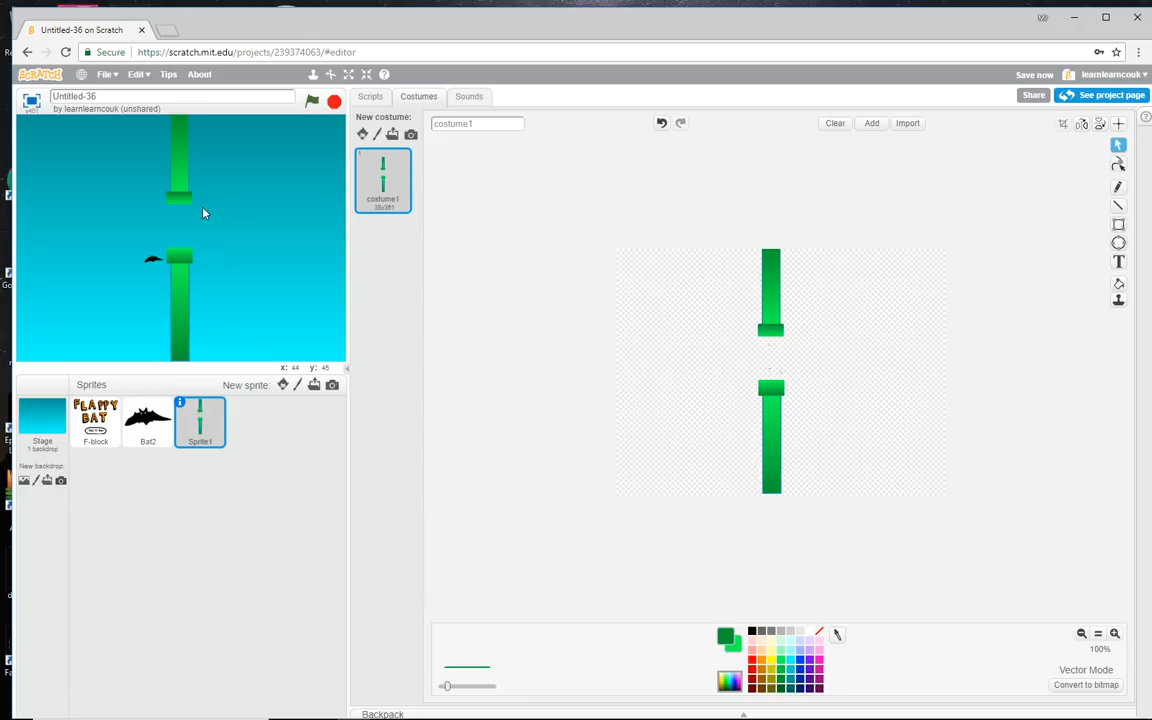 Untitled-36 on Scratch
Secure
https://scratch.mit.edu/projects/239374063/#editor
SCRATCH
File
Edit
Tips
About
Save now
learnlearncouk
Untitled-36
by learnlearncouk (unshared)
v461
Scripts
Costumes
Sounds
Share
See project page
New costume:
costume1
Clear
Add
Import
1
costume1
x: 44 y: 45
Sprites
New sprite:
Stage
1 backdrop
New backdrop:
FLAPPY
BAT
F-block
Bat2
Sprite1
100%
Vector Mode
Convert to bitmap
Backpack